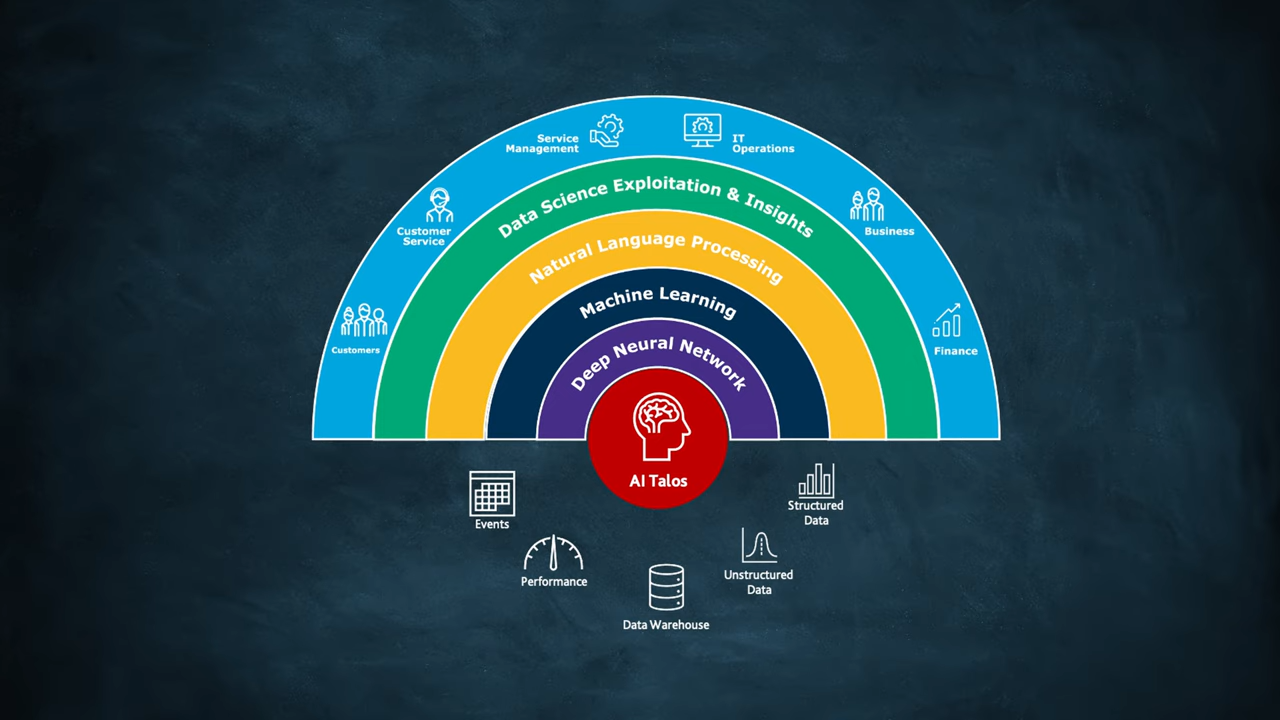 Service
Management
IT
Operations
Customer
Service
Business
Customers
Finance
Data Science Exploitation & Insights
Natural Language Processing
Machine Learning
Deep Neural Network
AI Talos
Events
Performance
Data Warehouse
Unstructured
Data
Structured
Data